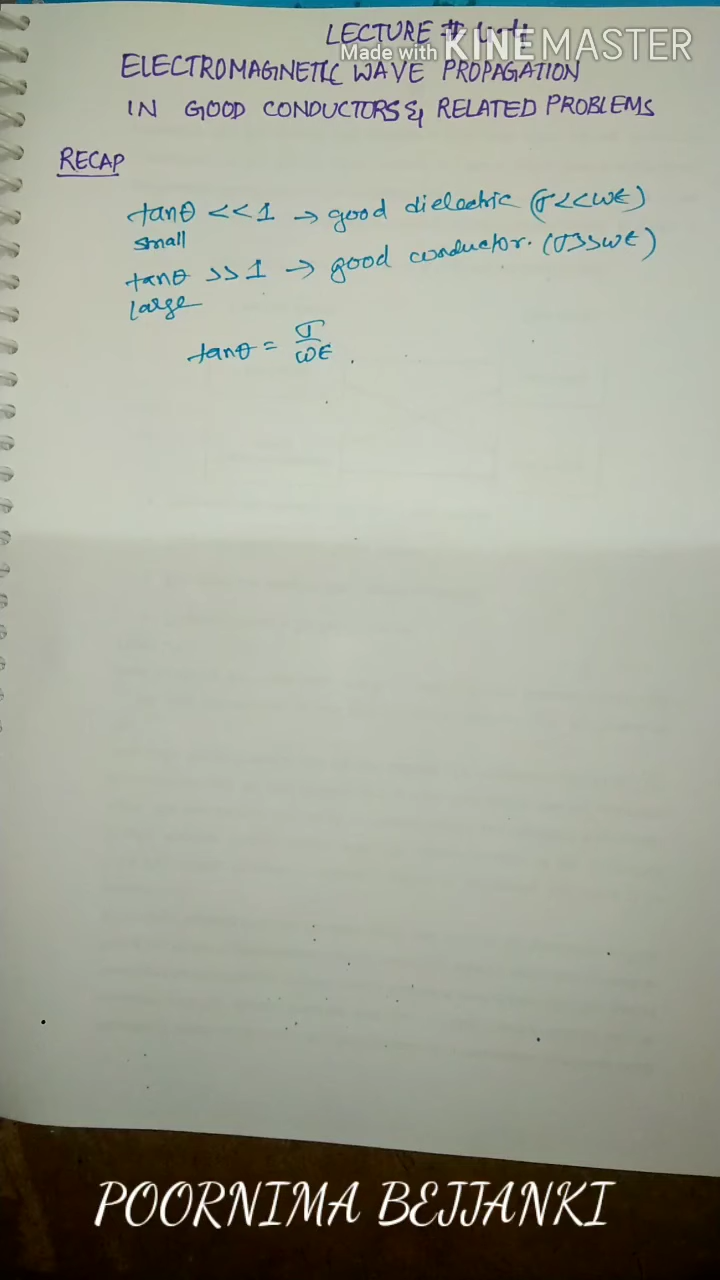 LECTURE #
Made with KINEMASTER
ELECTROMAGNETIC WAVE PROPAGATION
IN GOOD CONDUCTORS & RELATED PROBLEMS
RECAP
tanθ << 1 → good dielectric (σ<<ωϵ)
small
tanθ >> 1 → good conductor. (σ>>ωϵ)
large
tanθ = σ/ωϵ .
POORNIMA BEJJANKI